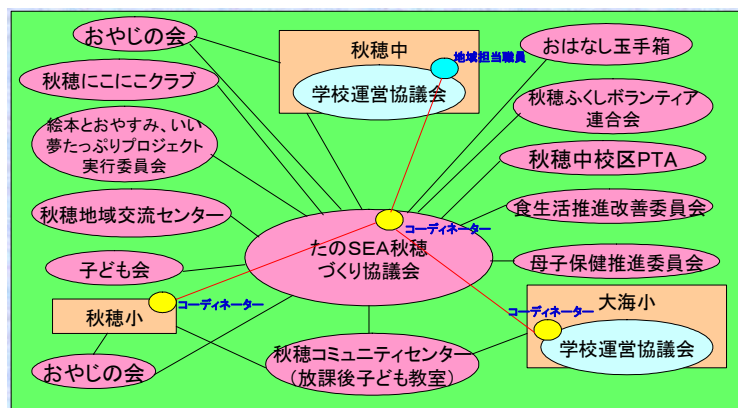 おやじの会
秋穂中
地域担当職員
学校運営協議会
おはなし玉手箱
秋穂にこにこクラブ
秋穂ふくしボランティア
連合会
絵本とおやすみ、いい
夢たっぷりプロジェクト
実行委員会
秋穂中校区PTA
秋穂地域交流センター
食生活推進改善委員会
コーディネーター
たのSEA秋穂
づくり協議会
子ども会
母子保健推進委員会
コーディネーター
秋穂小
大海小
コーディネーター
学校運営協議会
おやじの会
秋穂コミュニティセンター
(放課後子ども教室)